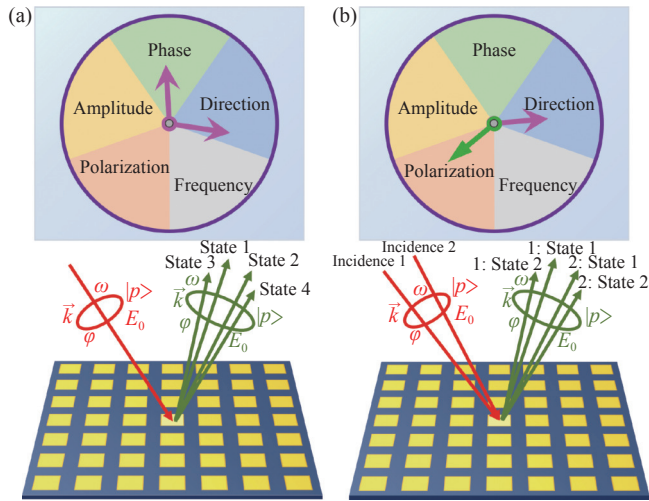 (a)
Phase
Amplitude
Direction
Polarization
Frequency
State 1
State 3
State 2
State 4
ω
|p>
k⃗
E₀
φ
ω
k⃗
|p>
φ
E₀
(b)
Phase
Amplitude
Direction
Polarization
Frequency
Incidence 2
Incidence 1
1: State 1
1: State 2
2: State 1
2: State 2
ω
|p>
k⃗
E₀
φ
ω
k⃗
|p>
φ
E₀